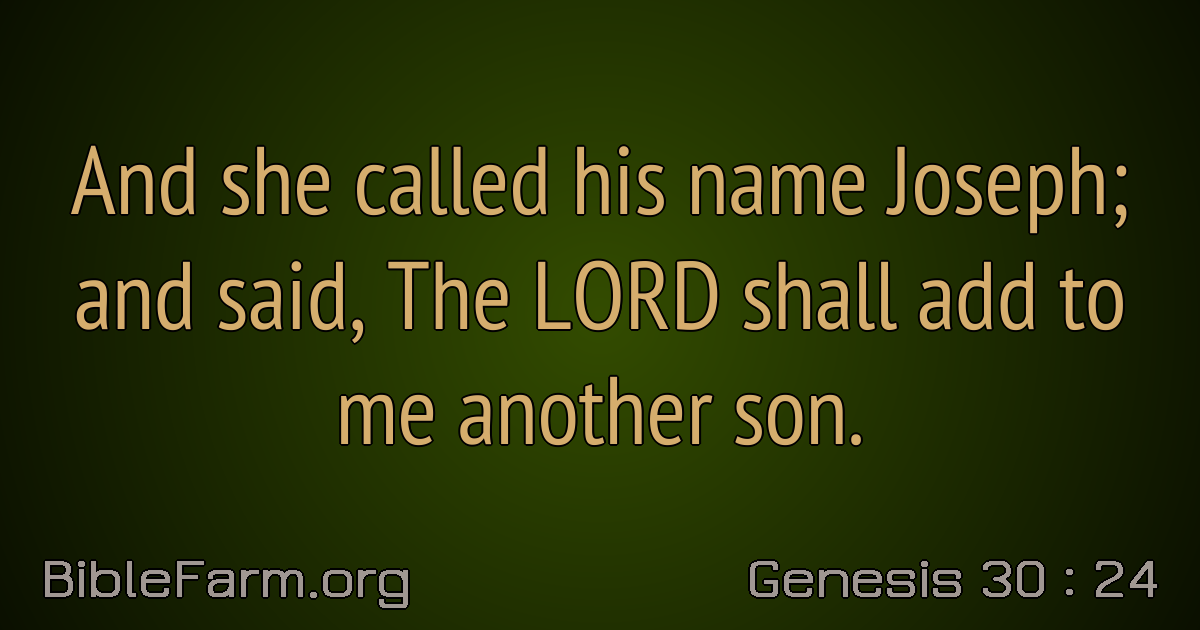 And she called his name Joseph;
and said, The LORD shall add to
me another son.
BibleFarm.org
Genesis 30 : 24